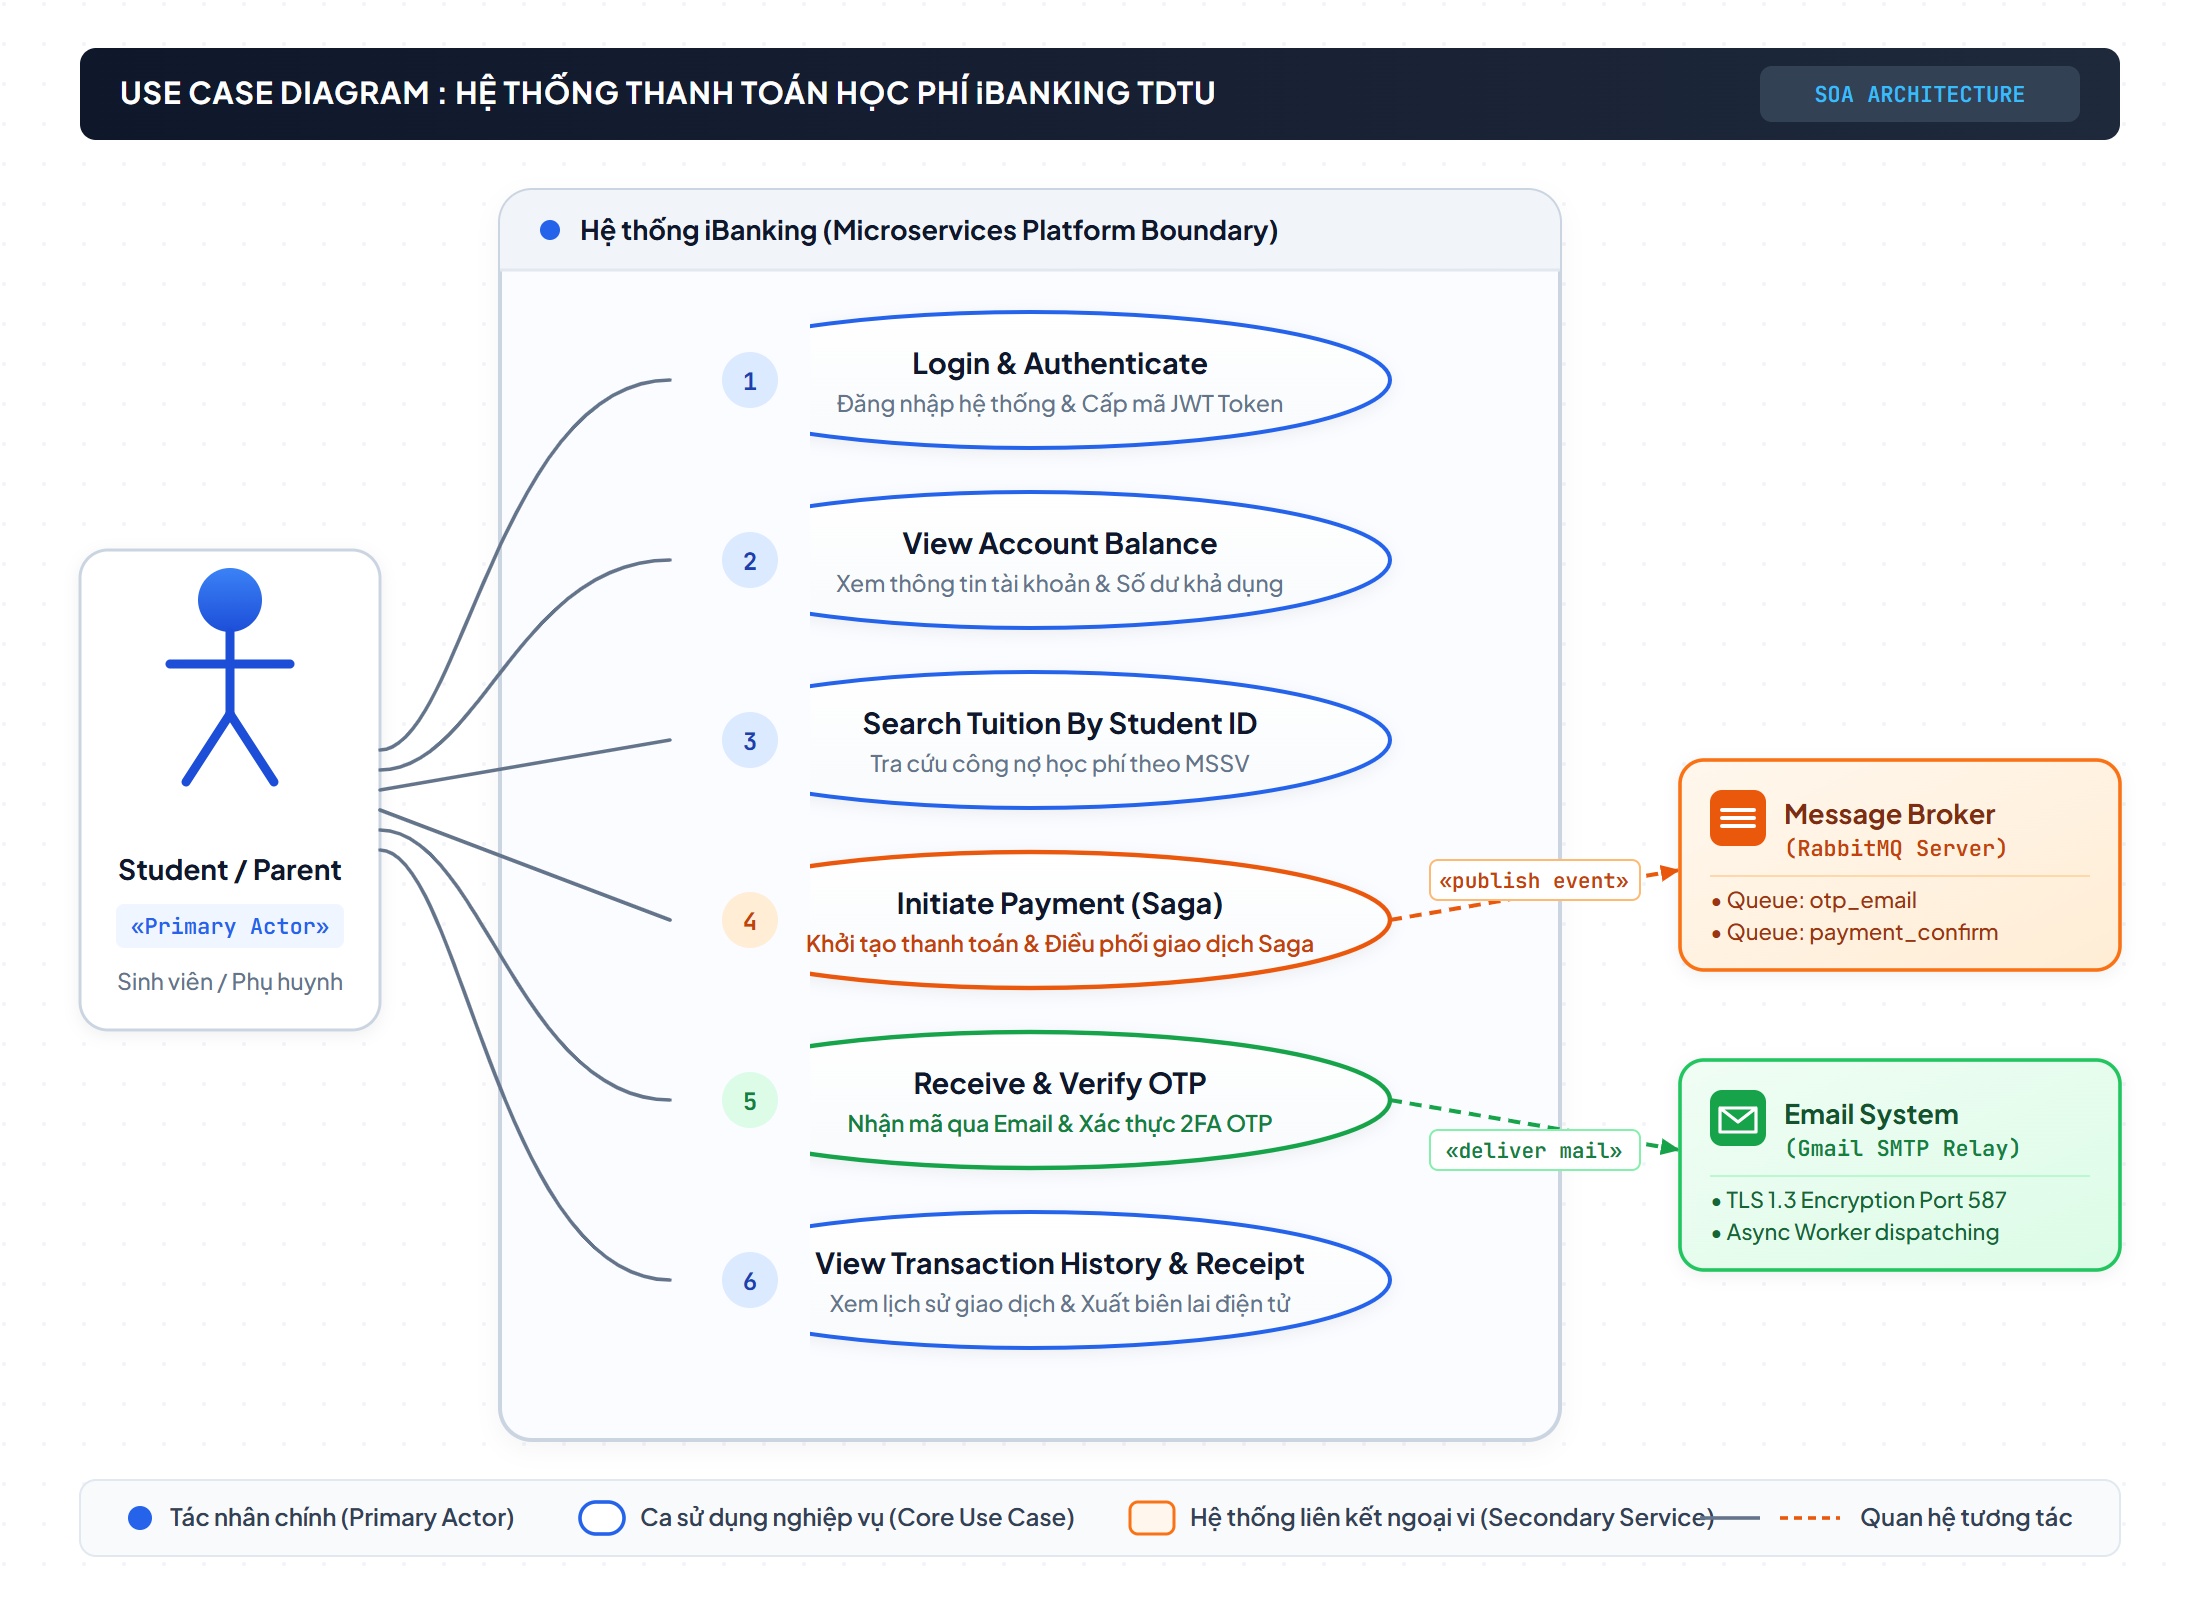 USE CASE DIAGRAM : HỆ THỐNG THANH TOÁN HỌC PHÍ iBANKING TDTU
SOA ARCHITECTURE
Hệ thống iBanking (Microservices Platform Boundary)
1
Login & Authenticate
Đăng nhập hệ thống & Cấp mã JWT Token
2
View Account Balance
Xem thông tin tài khoản & Số dư khả dụng
3
Search Tuition By Student ID
Tra cứu công nợ học phí theo MSSV
4
Initiate Payment (Saga)
Khởi tạo thanh toán & Điều phối giao dịch Saga
5
Receive & Verify OTP
Nhận mã qua Email & Xác thực 2FA OTP
6
View Transaction History & Receipt
Xem lịch sử giao dịch & Xuất biên lai điện tử
Student / Parent
«Primary Actor»
Sinh viên / Phụ huynh
«publish event»
«deliver mail»
Message Broker
(RabbitMQ Server)
• Queue: otp_email
• Queue: payment_confirm
Email System
(Gmail SMTP Relay)
• TLS 1.3 Encryption Port 587
• Async Worker dispatching
Tác nhân chính (Primary Actor)
Ca sử dụng nghiệp vụ (Core Use Case)
Hệ thống liên kết ngoại vi (Secondary Service)
Quan hệ tương tác